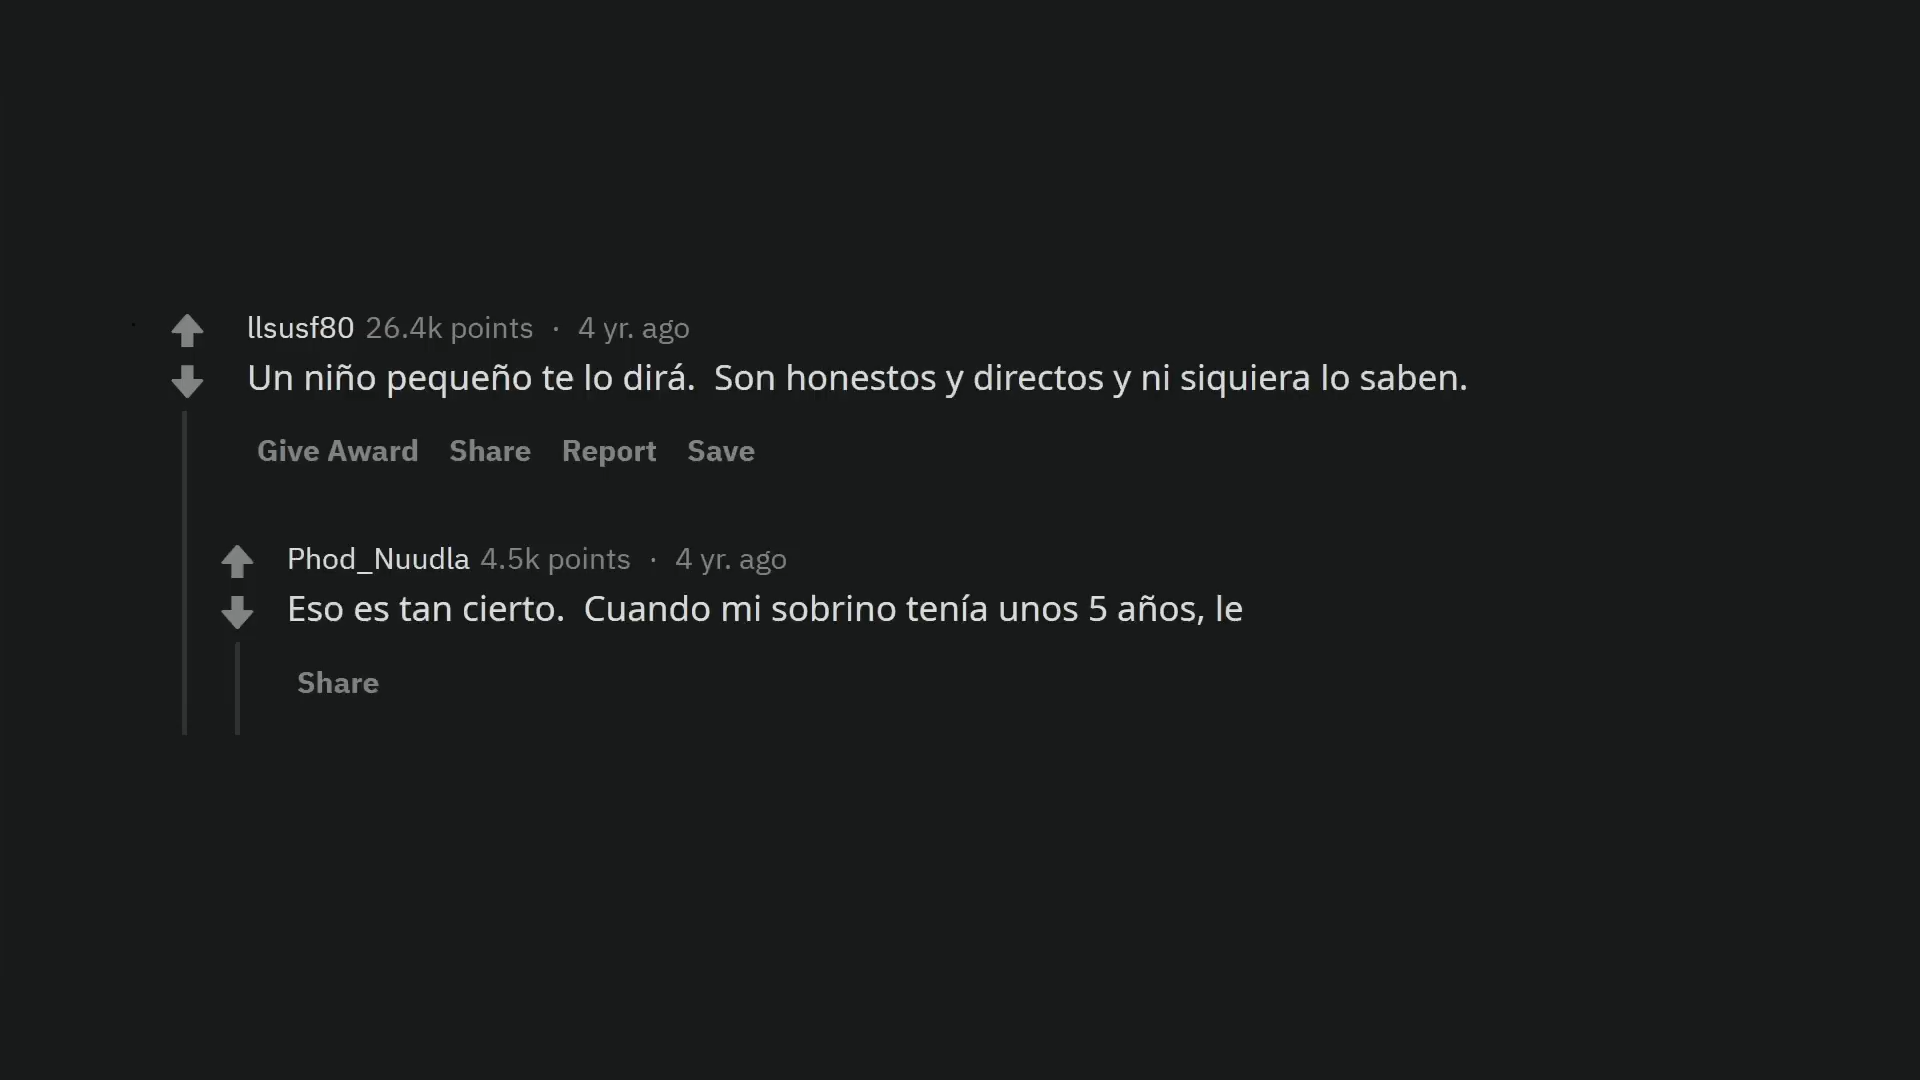 llsusf80 26.4k points · 4 yr. ago
Un niño pequeño te lo dirá.  Son honestos y directos y ni siquiera lo saben.
Give Award Share Report Save
Phod_Nuudla 4.5k points · 4 yr. ago
Eso es tan cierto.  Cuando mi sobrino tenía unos 5 años, le
Share